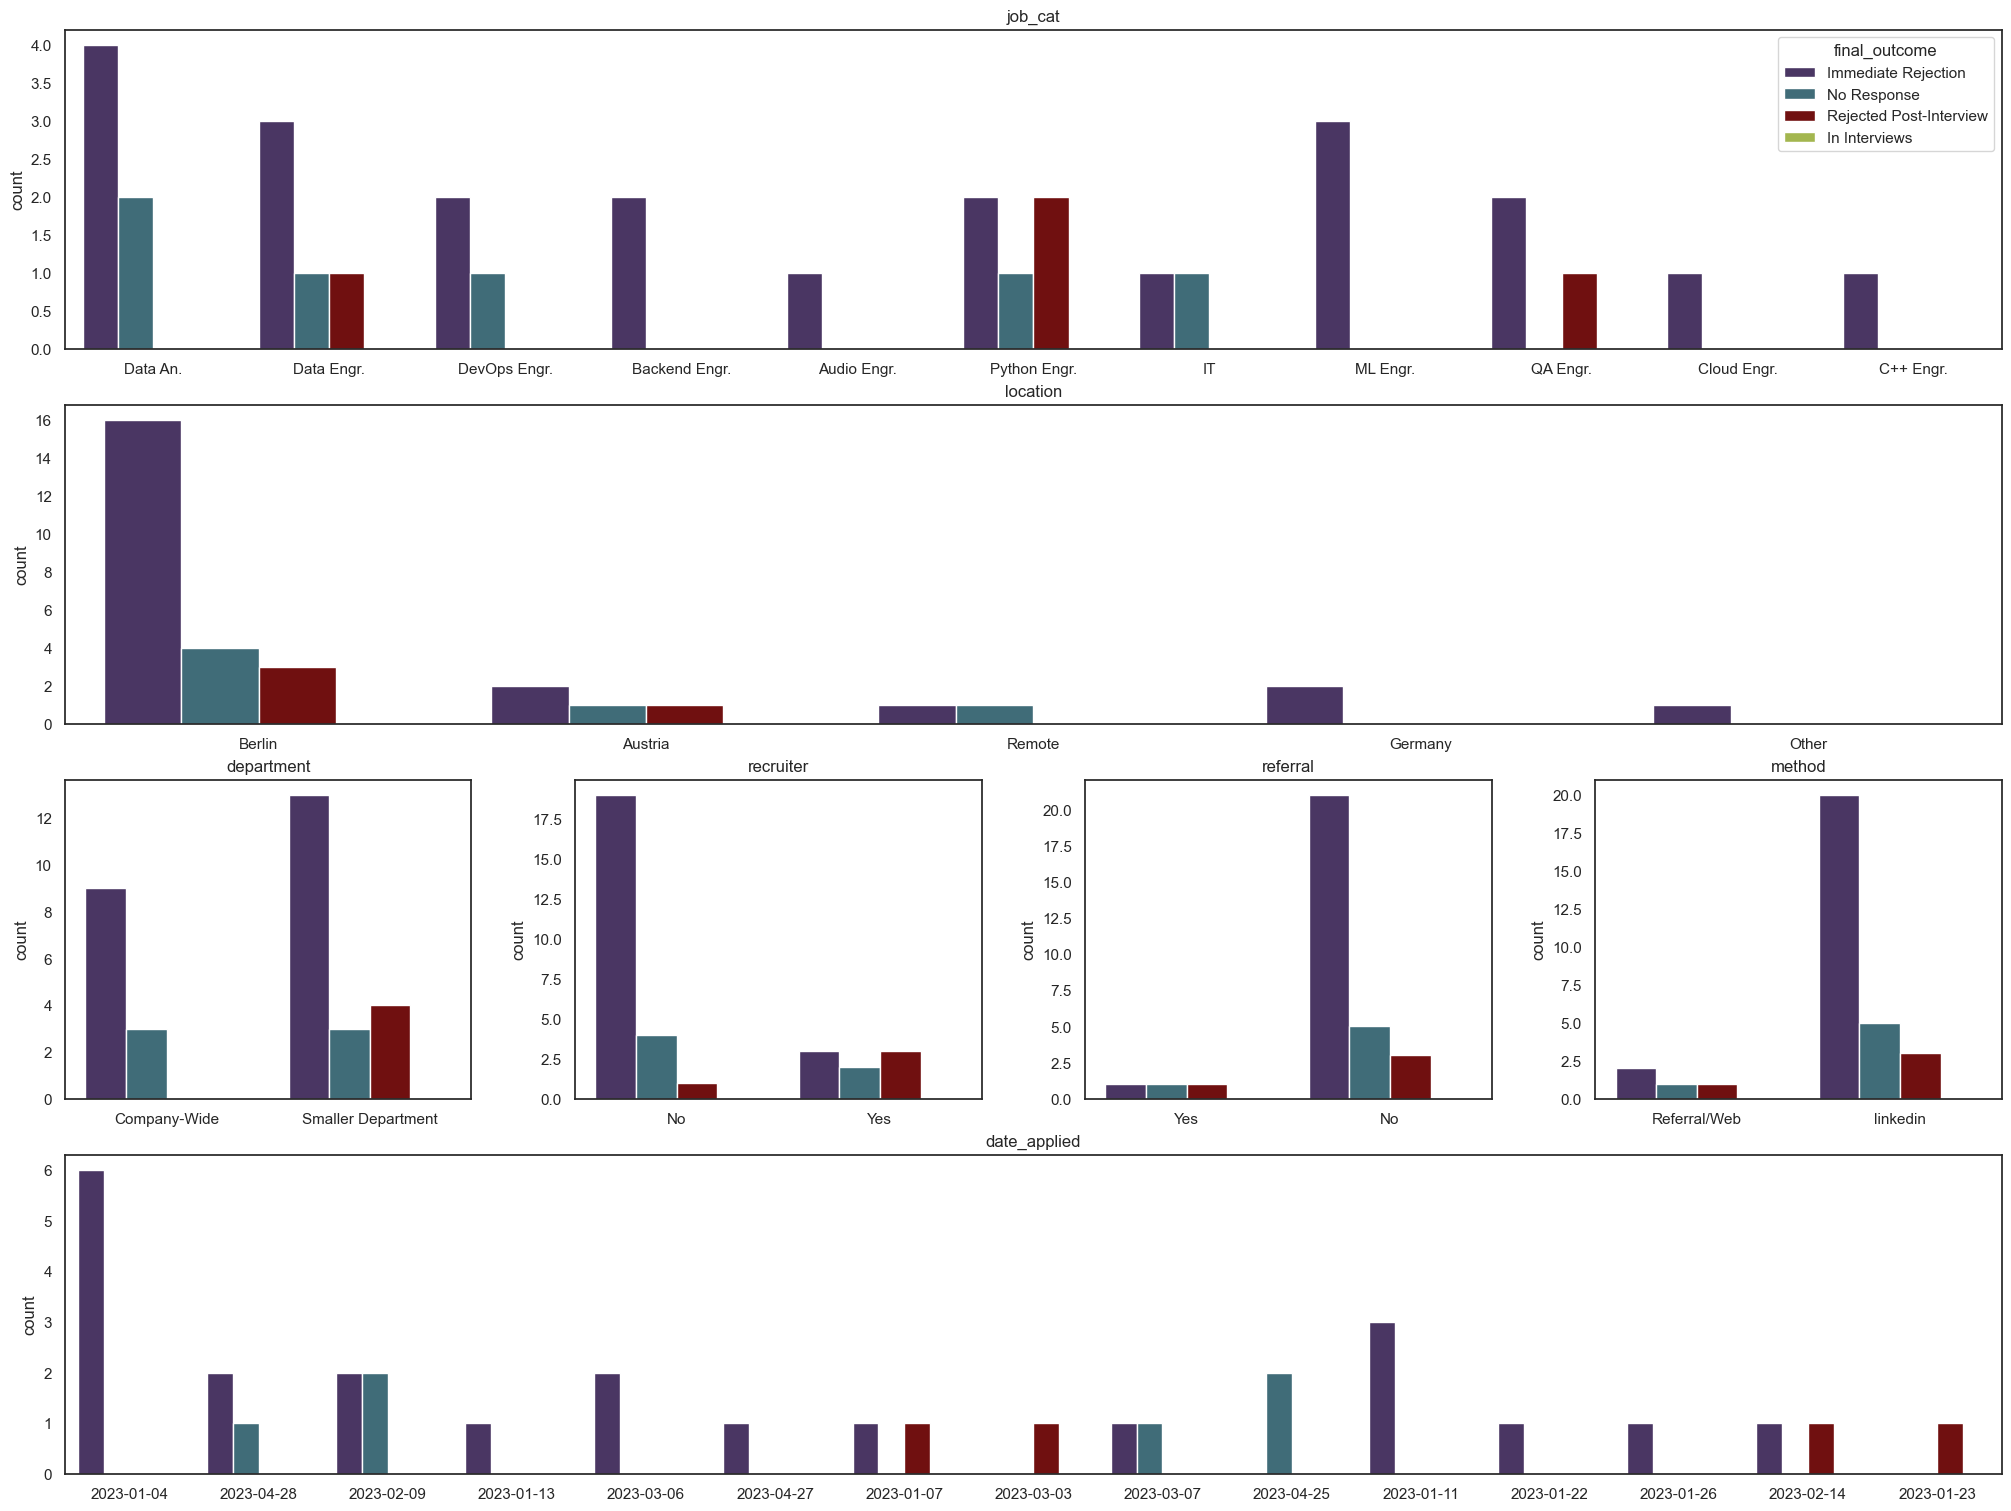 job_cat
4.0
3.5
3.0
2.5
2.0
1.5
1.0
0.5
0.0
count
final_outcome
Immediate Rejection
No Response
Rejected Post-Interview
In Interviews
Data An. Data Engr. DevOps Engr. Backend Engr. Audio Engr. Python Engr. IT ML Engr. QA Engr. Cloud Engr. C++ Engr.
location
16
14
12
10
8
6
4
2
0
count
Berlin Austria Remote Germany Other
department
12
10
8
6
4
2
0
count
Company-Wide Smaller Department
recruiter
17.5
15.0
12.5
10.0
7.5
5.0
2.5
0.0
count
No Yes
referral
20.0
17.5
15.0
12.5
10.0
7.5
5.0
2.5
0.0
count
Yes No
method
20.0
17.5
15.0
12.5
10.0
7.5
5.0
2.5
0.0
count
Referral/Web linkedin
date_applied
6
5
4
3
2
1
0
count
2023-01-04 2023-04-28 2023-02-09 2023-01-13 2023-03-06 2023-04-27 2023-01-07 2023-03-03 2023-03-07 2023-04-25 2023-01-11 2023-01-22 2023-01-26 2023-02-14 2023-01-23